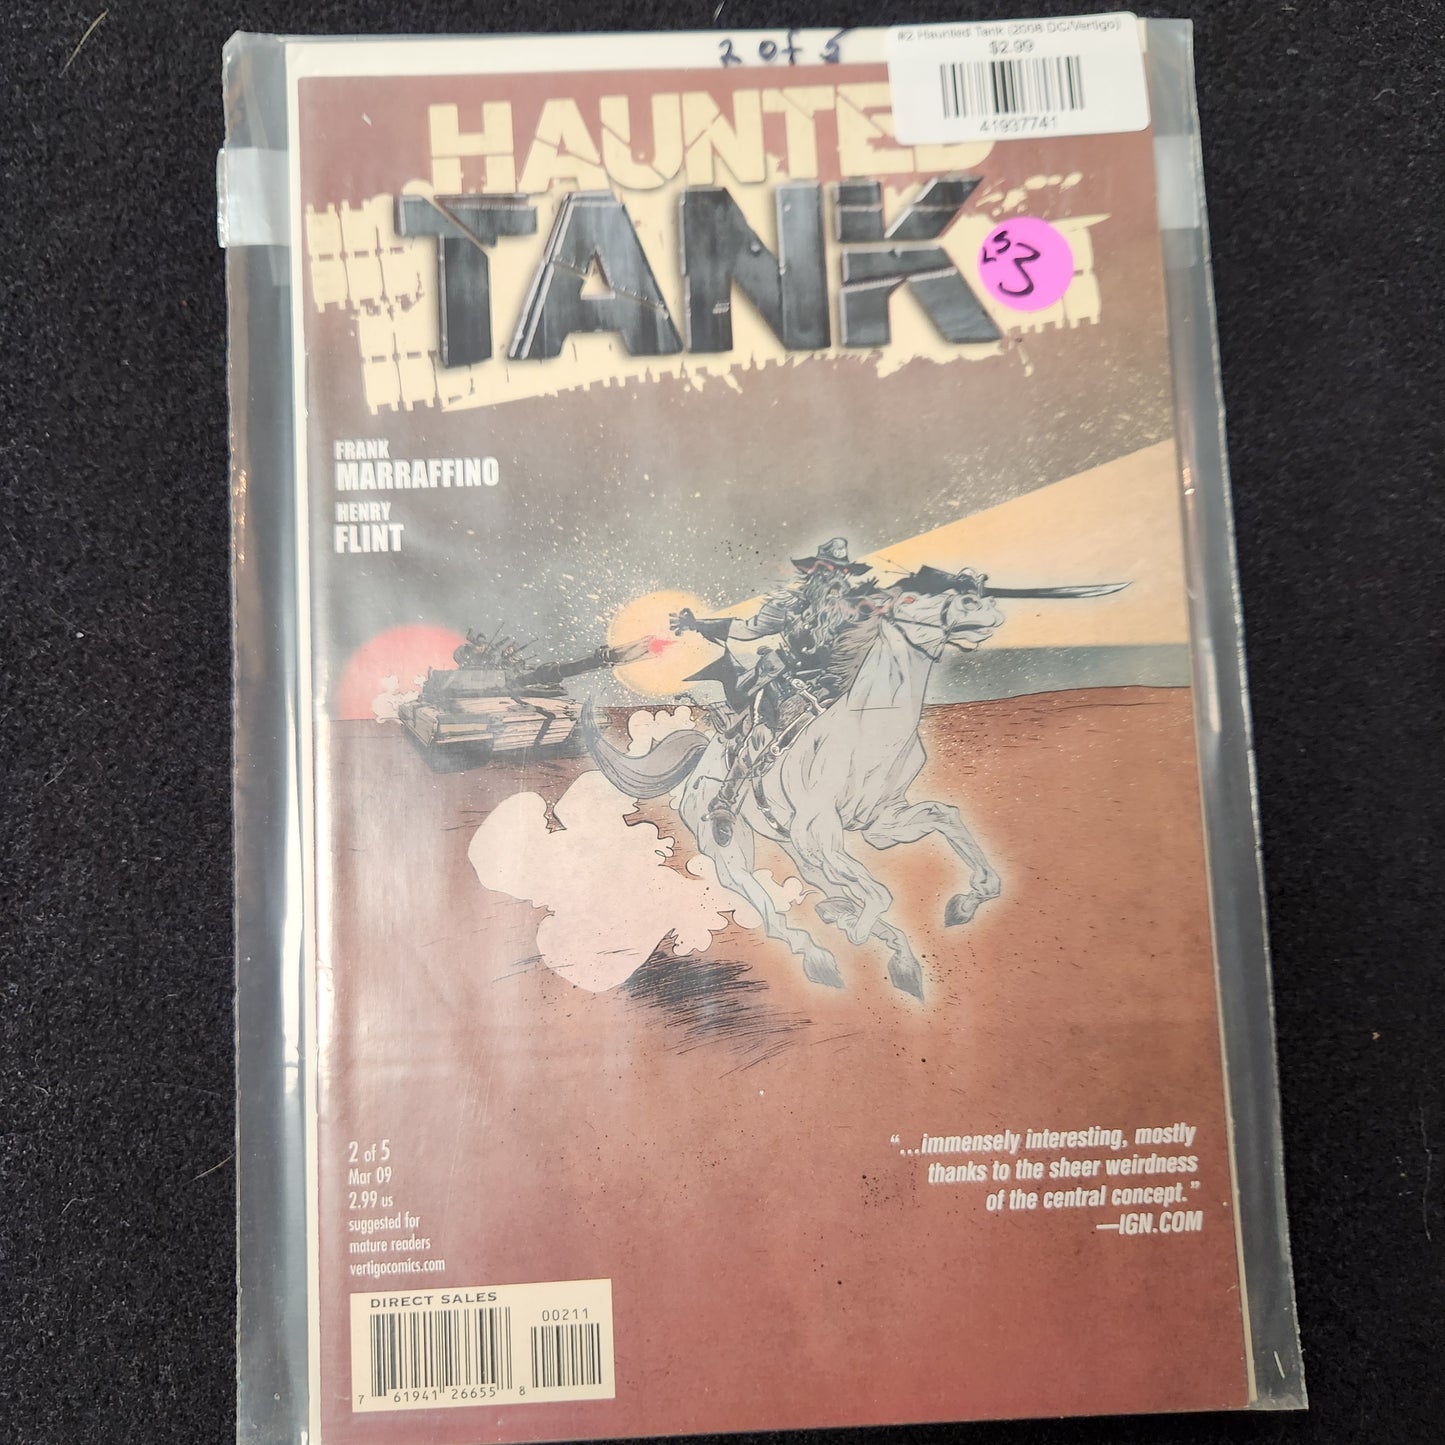 2 of 5
#2 Haunted Tank (2008 DC/Vertigo)
$2.99
41937741
HAUNTED
TANK
LS
3
FRANK
MARRAFFINO
HENRY
FLINT
2 of 5
Mar 09
2.99 US
suggested for
mature readers
vertigocomics.com
"...immensely interesting, mostly
thanks to the sheer weirdness
of the central concept."
—IGN.COM
DIRECT SALES
00211
7 61941 26655 8